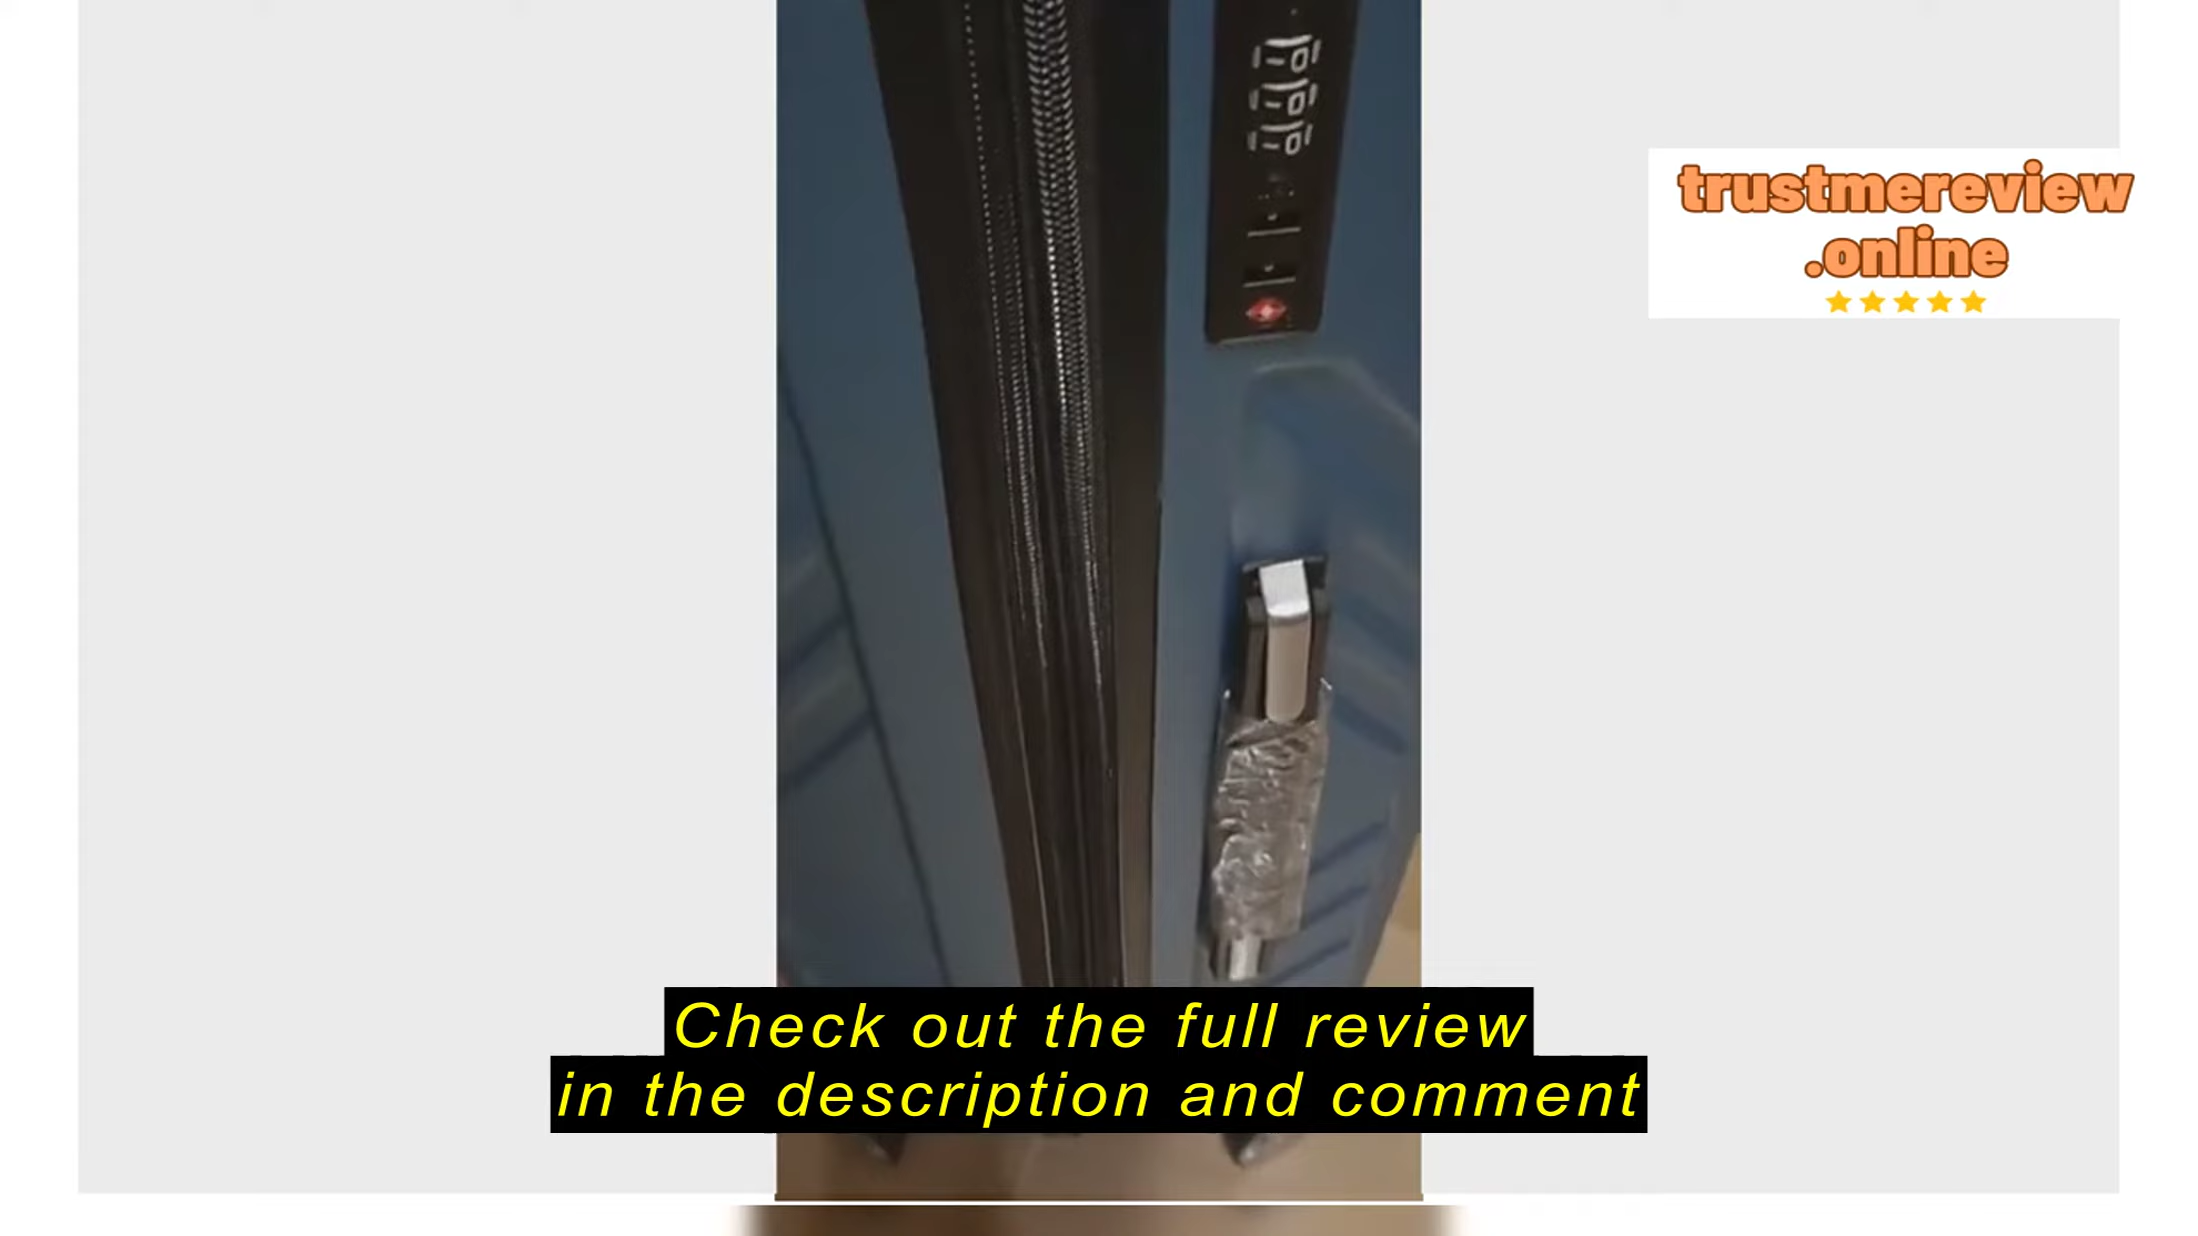 trustmereview
.online
Check out the full review
in the description and comment